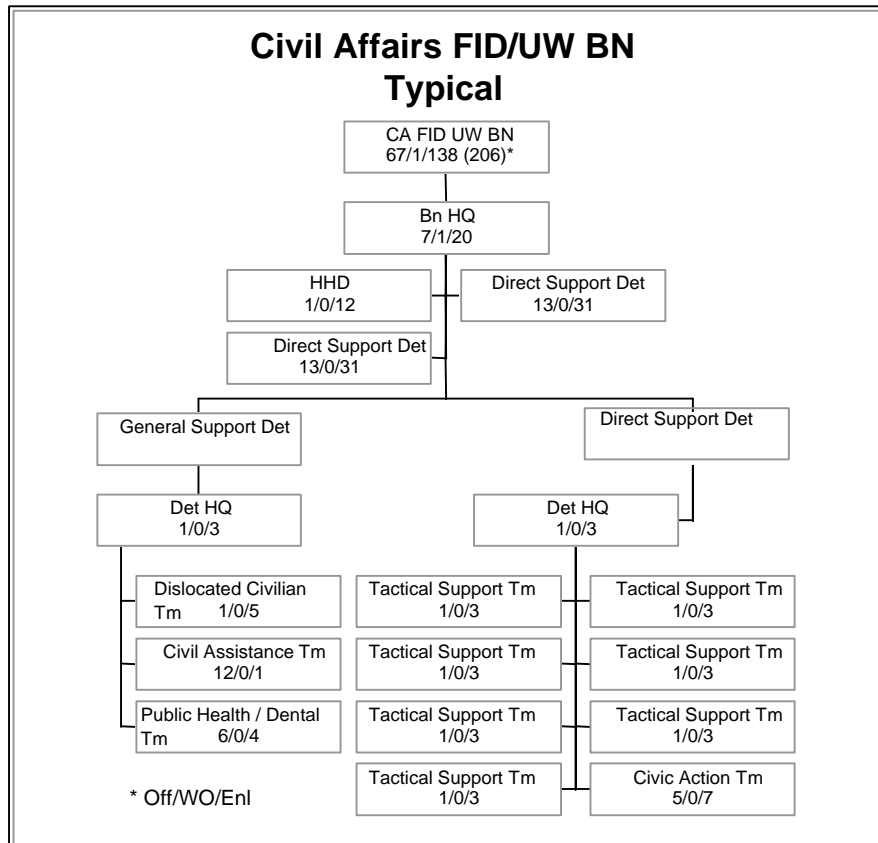 Civil Affairs FID/UW BN
Typical
CA FID UW BN
67/1/138 (206)*
Bn HQ
7/1/20
HHD
1/0/12
Direct Support Det
13/0/31
Direct Support Det
13/0/31
General Support Det
Direct Support Det
Det HQ
1/0/3
Det HQ
1/0/3
Dislocated Civilian
Tm 1/0/5
Civil Assistance Tm
12/0/1
Public Health / Dental
Tm 6/0/4
Tactical Support Tm
1/0/3
Tactical Support Tm
1/0/3
Tactical Support Tm
1/0/3
Tactical Support Tm
1/0/3
Tactical Support Tm
1/0/3
Tactical Support Tm
1/0/3
Tactical Support Tm
1/0/3
Civic Action Tm
5/0/7
* Off/WO/Enl